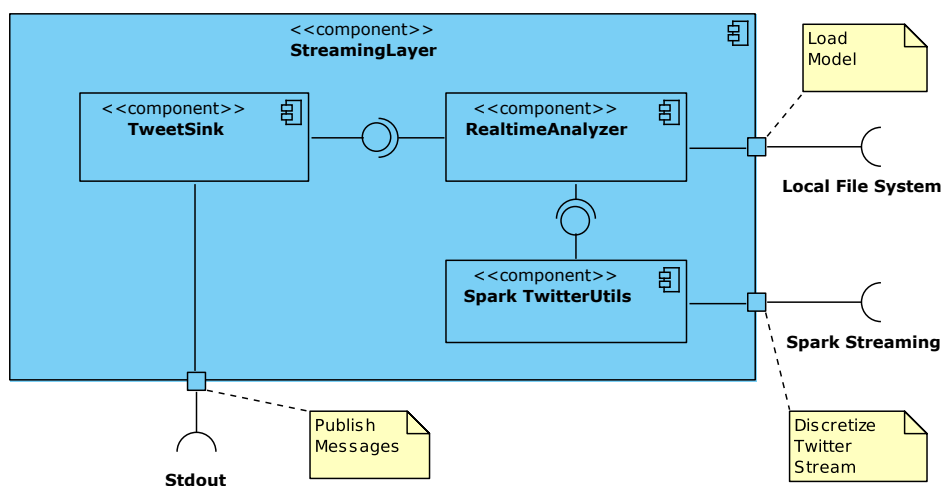 <<component>>
StreamingLayer
Load
Model
<<component>>
TweetSink
<<component>>
RealtimeAnalyzer
Local File System
<<component>>
Spark TwitterUtils
Spark Streaming
Publish
Messages
Discretize
Twitter
Stream
Stdout